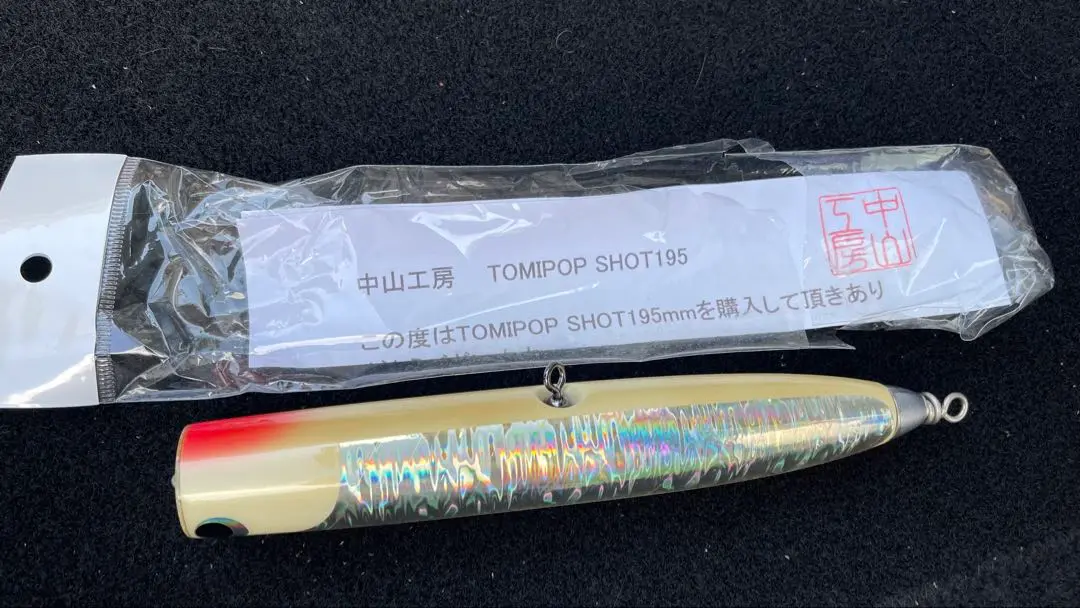 中山工房 TOMIPOP SHOT195
この度はTOMIPOP SHOT195mmを購入して頂きあり
中山
工房